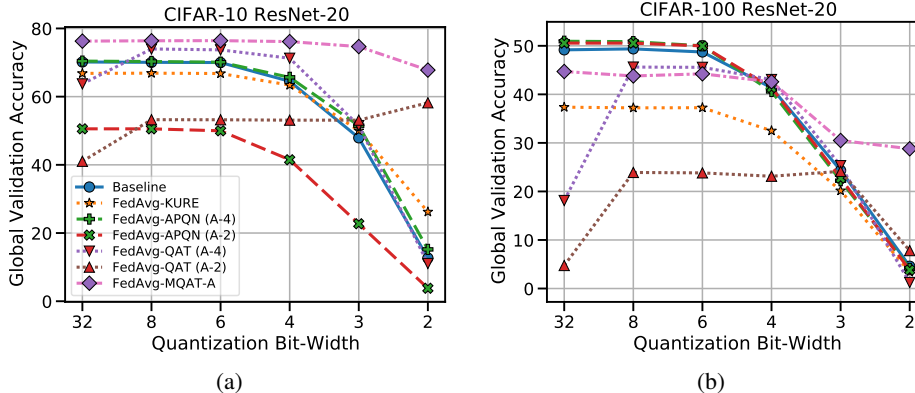 CIFAR-10 ResNet-20
Global Validation Accuracy
80
60
40
20
0
Baseline
FedAvg-KURE
FedAvg-APQN (A-4)
FedAvg-APQN (A-2)
FedAvg-QAT (A-4)
FedAvg-QAT (A-2)
FedAvg-MQAT-A
32 8 6 4 3 2
Quantization Bit-Width
(a)
CIFAR-100 ResNet-20
Global Validation Accuracy
50
40
30
20
10
0
32 8 6 4 3 2
Quantization Bit-Width
(b)